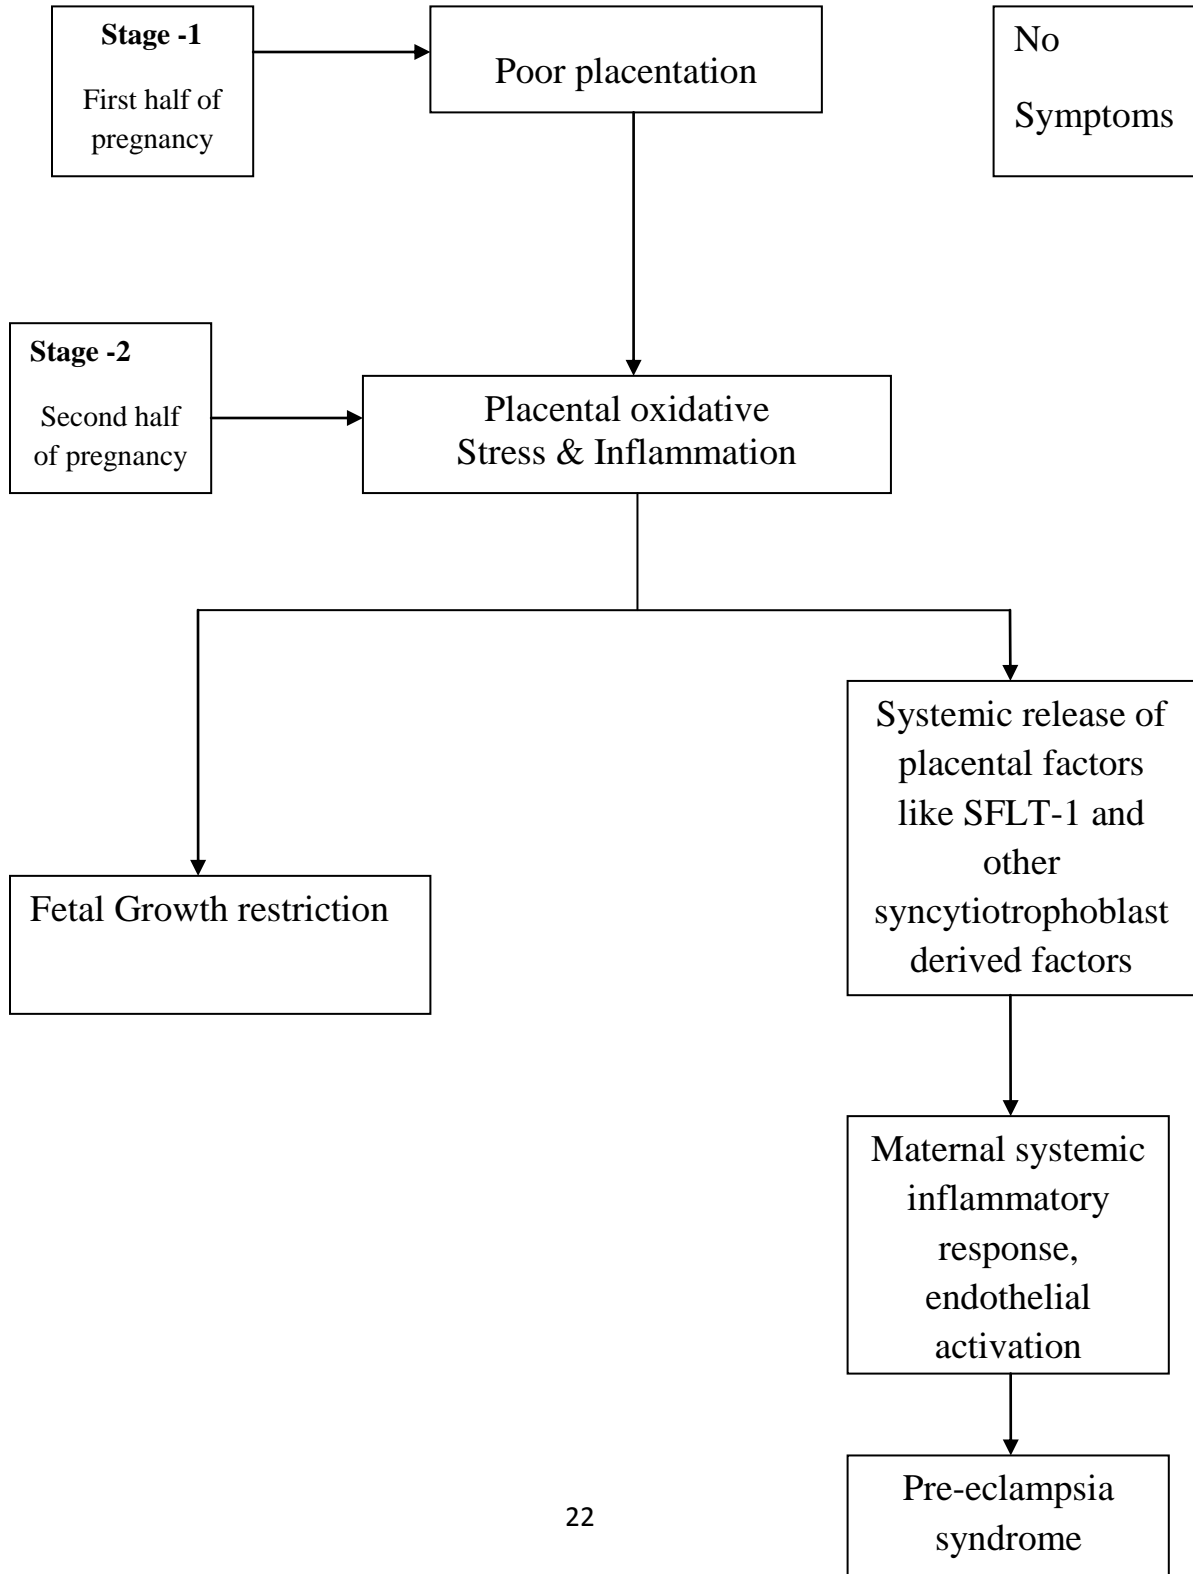 Stage -1
First half of
pregnancy
Poor placentation
No
Symptoms
Stage -2
Second half
of pregnancy
Placental oxidative
Stress & Inflammation
Fetal Growth restriction
Systemic release of
placental factors
like SFLT-1 and
other
syncytiotrophoblast
derived factors
Maternal systemic
inflammatory
response,
endothelial
activation
Pre-eclampsia
syndrome
22